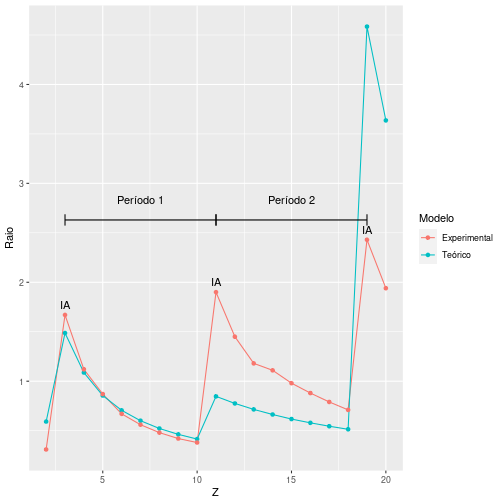 4
3
2
1
Raio
Período 1
Período 2
IA
IA
IA
5
10
15
20
Z
Modelo
Experimental
Teórico